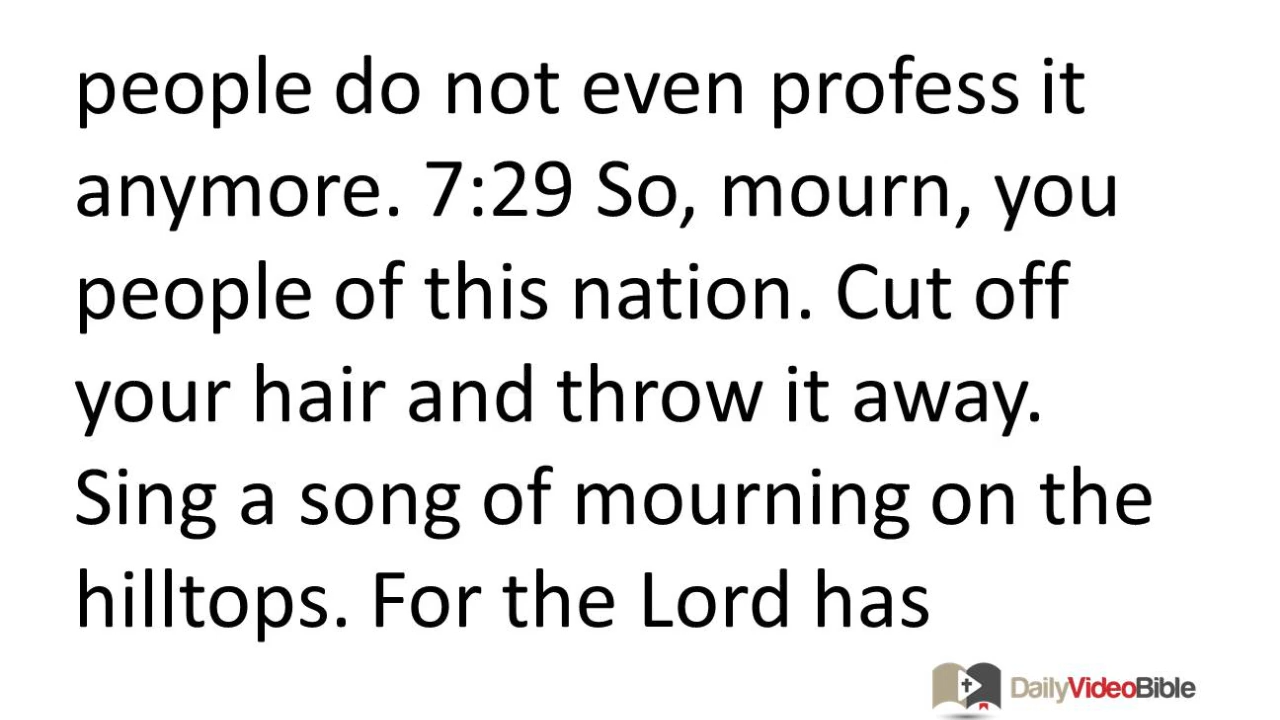 people do not even profess it
anymore. 7:29 So, mourn, you
people of this nation. Cut off
your hair and throw it away.
Sing a song of mourning on the
hilltops. For the Lord has
DailyVideoBible